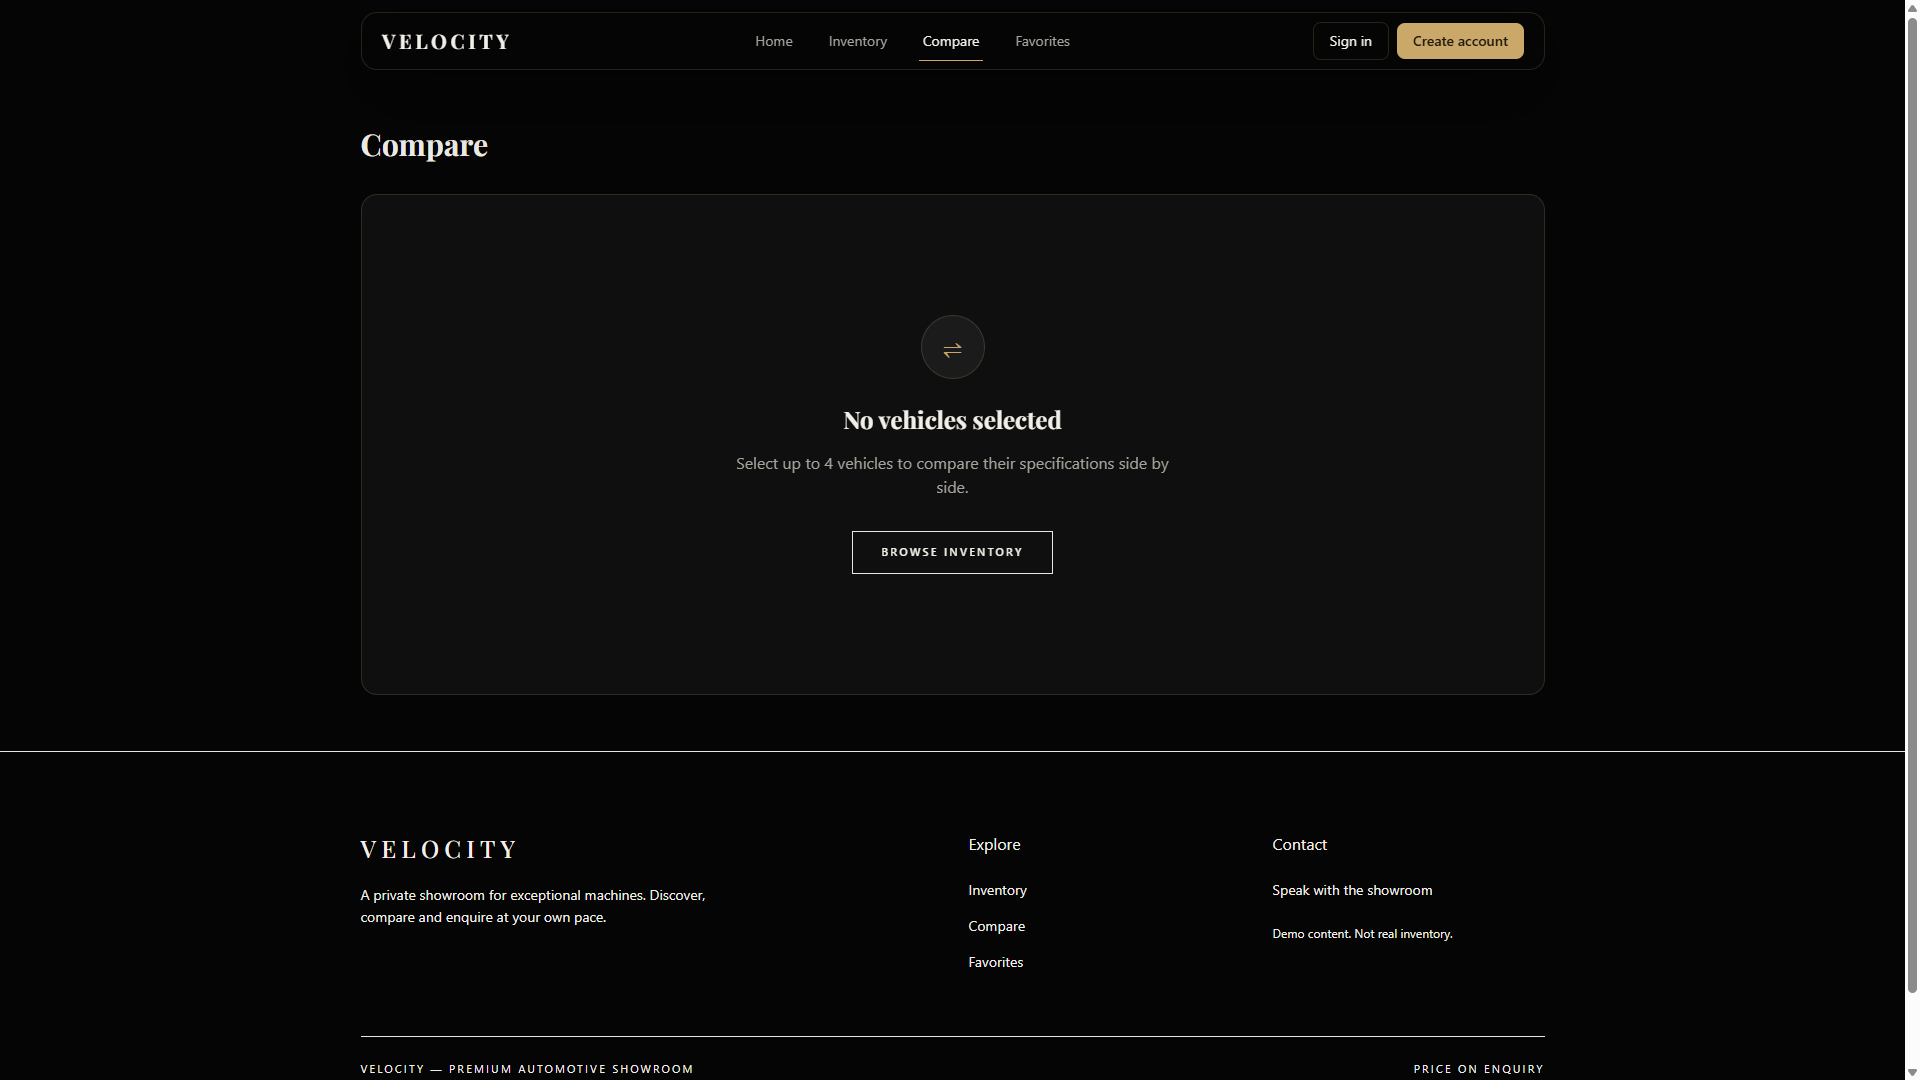 VELOCITY
Home Inventory Compare Favorites
Sign in Create account
Compare
No vehicles selected
Select up to 4 vehicles to compare their specifications side by
side.
BROWSE INVENTORY
VELOCITY
A private showroom for exceptional machines. Discover,
compare and enquire at your own pace.
Explore
Inventory
Compare
Favorites
Contact
Speak with the showroom
Demo content. Not real inventory.
VELOCITY — PREMIUM AUTOMOTIVE SHOWROOM
PRICE ON ENQUIRY